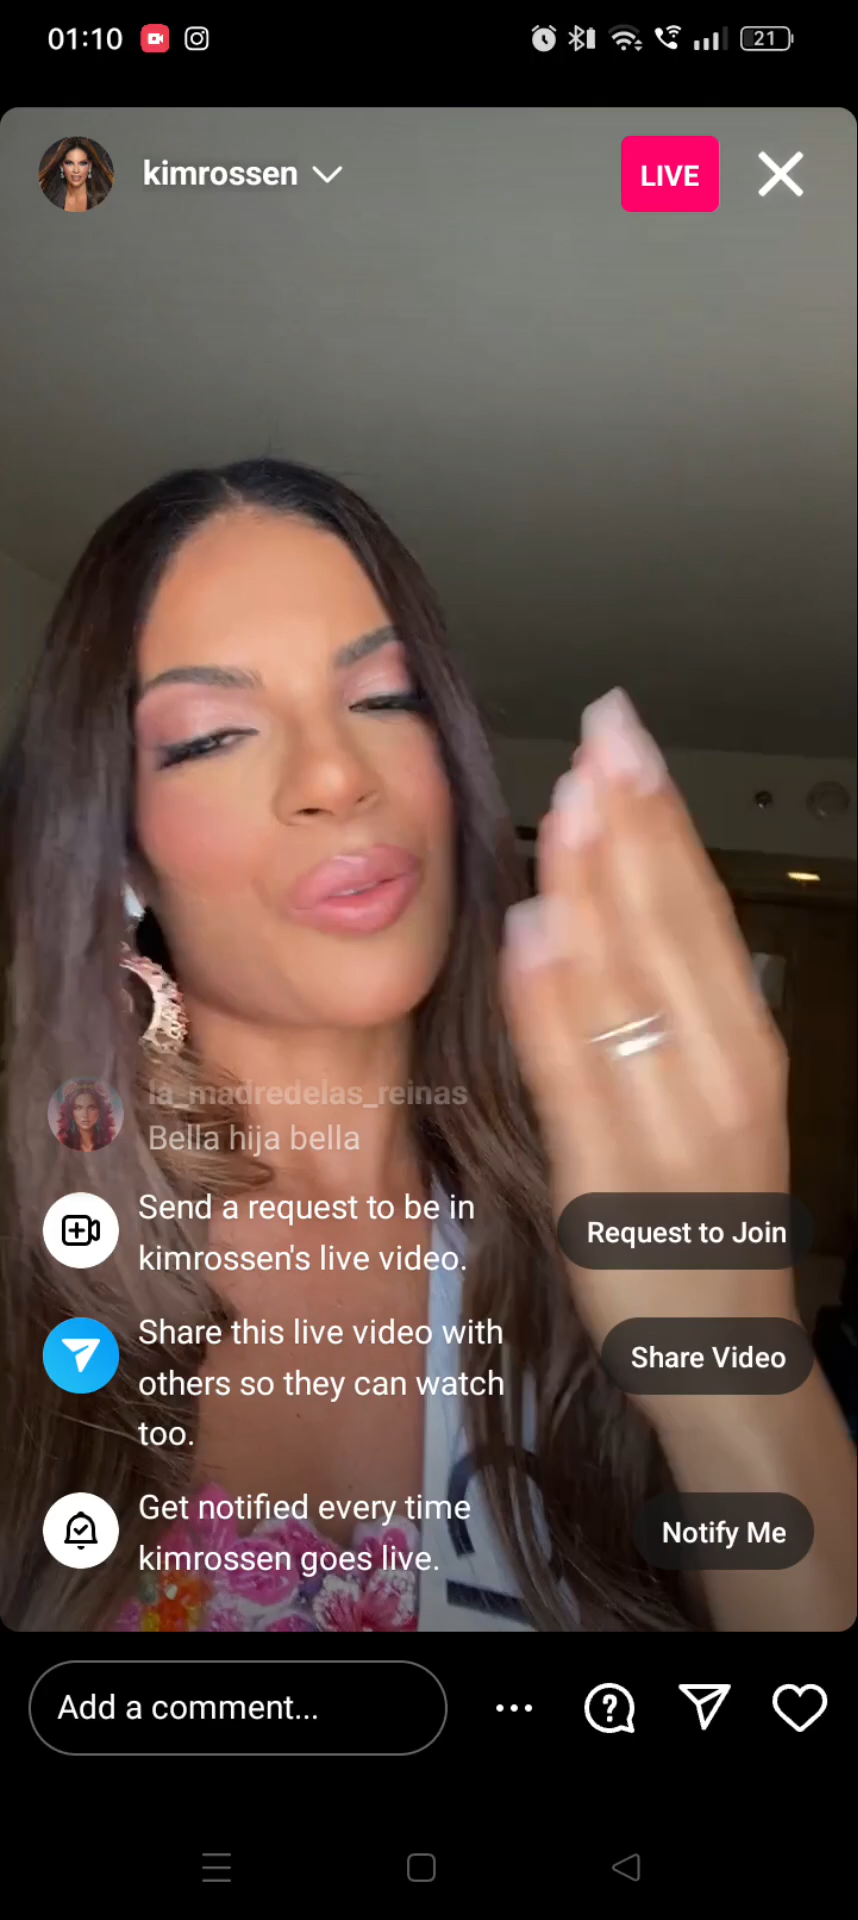 01:10
21
kimrossen
LIVE
la_madredelas_reinas
Bella hija bella
Send a request to be in
kimrossen's live video.
Request to Join
Share this live video with
others so they can watch
too.
Share Video
Get notified every time
kimrossen goes live.
Notify Me
Add a comment...